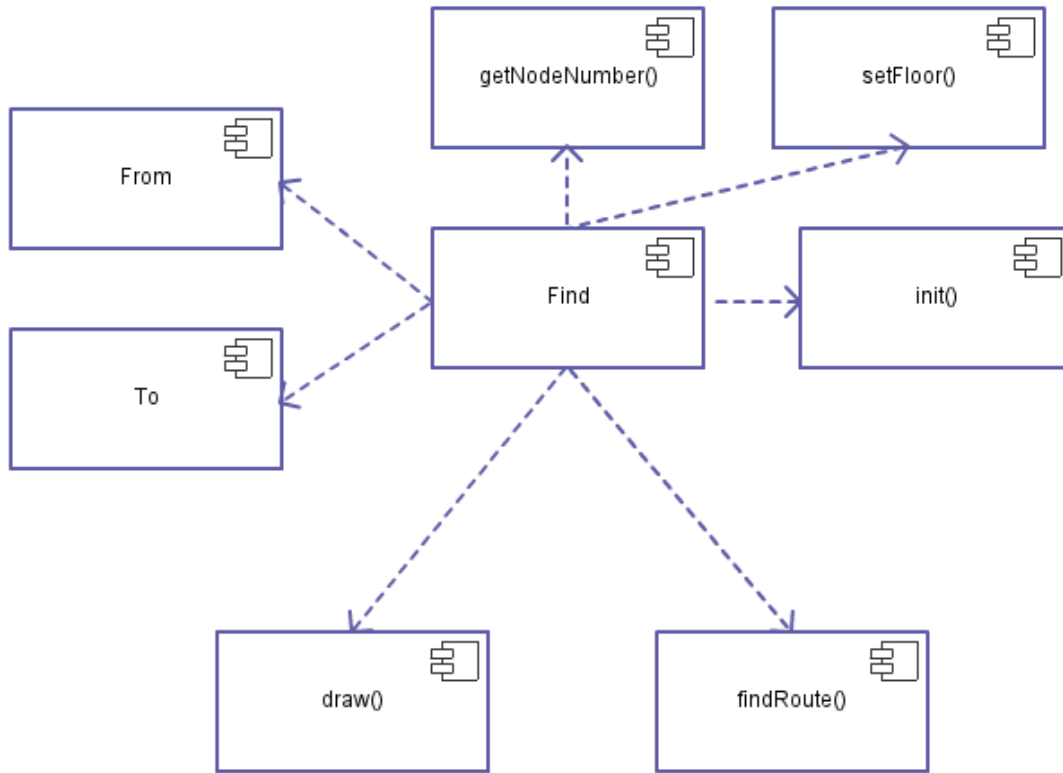 getNodeNumber()
setFloor()
From
Find
init()
To
draw()
findRoute()